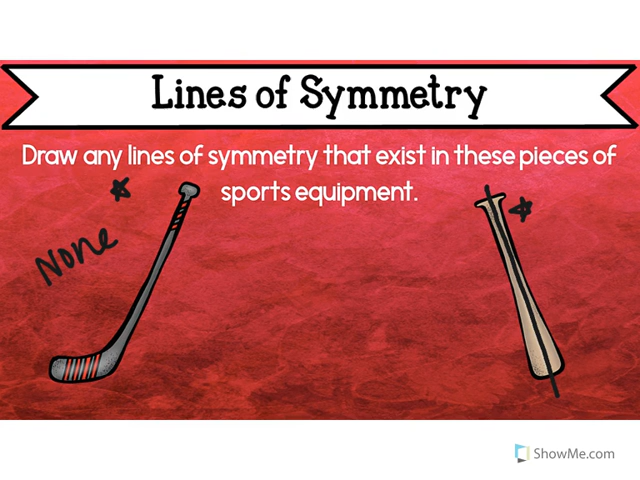 Lines of Symmetry
Draw any lines of symmetry that exist in these pieces of
sports equipment.
None
ShowMe.com